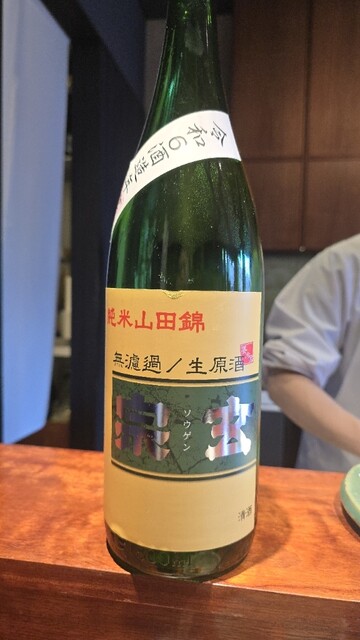 令和6酒造年
純米山田錦
無濾過/生原酒
宗玄
ソウゲン
清酒